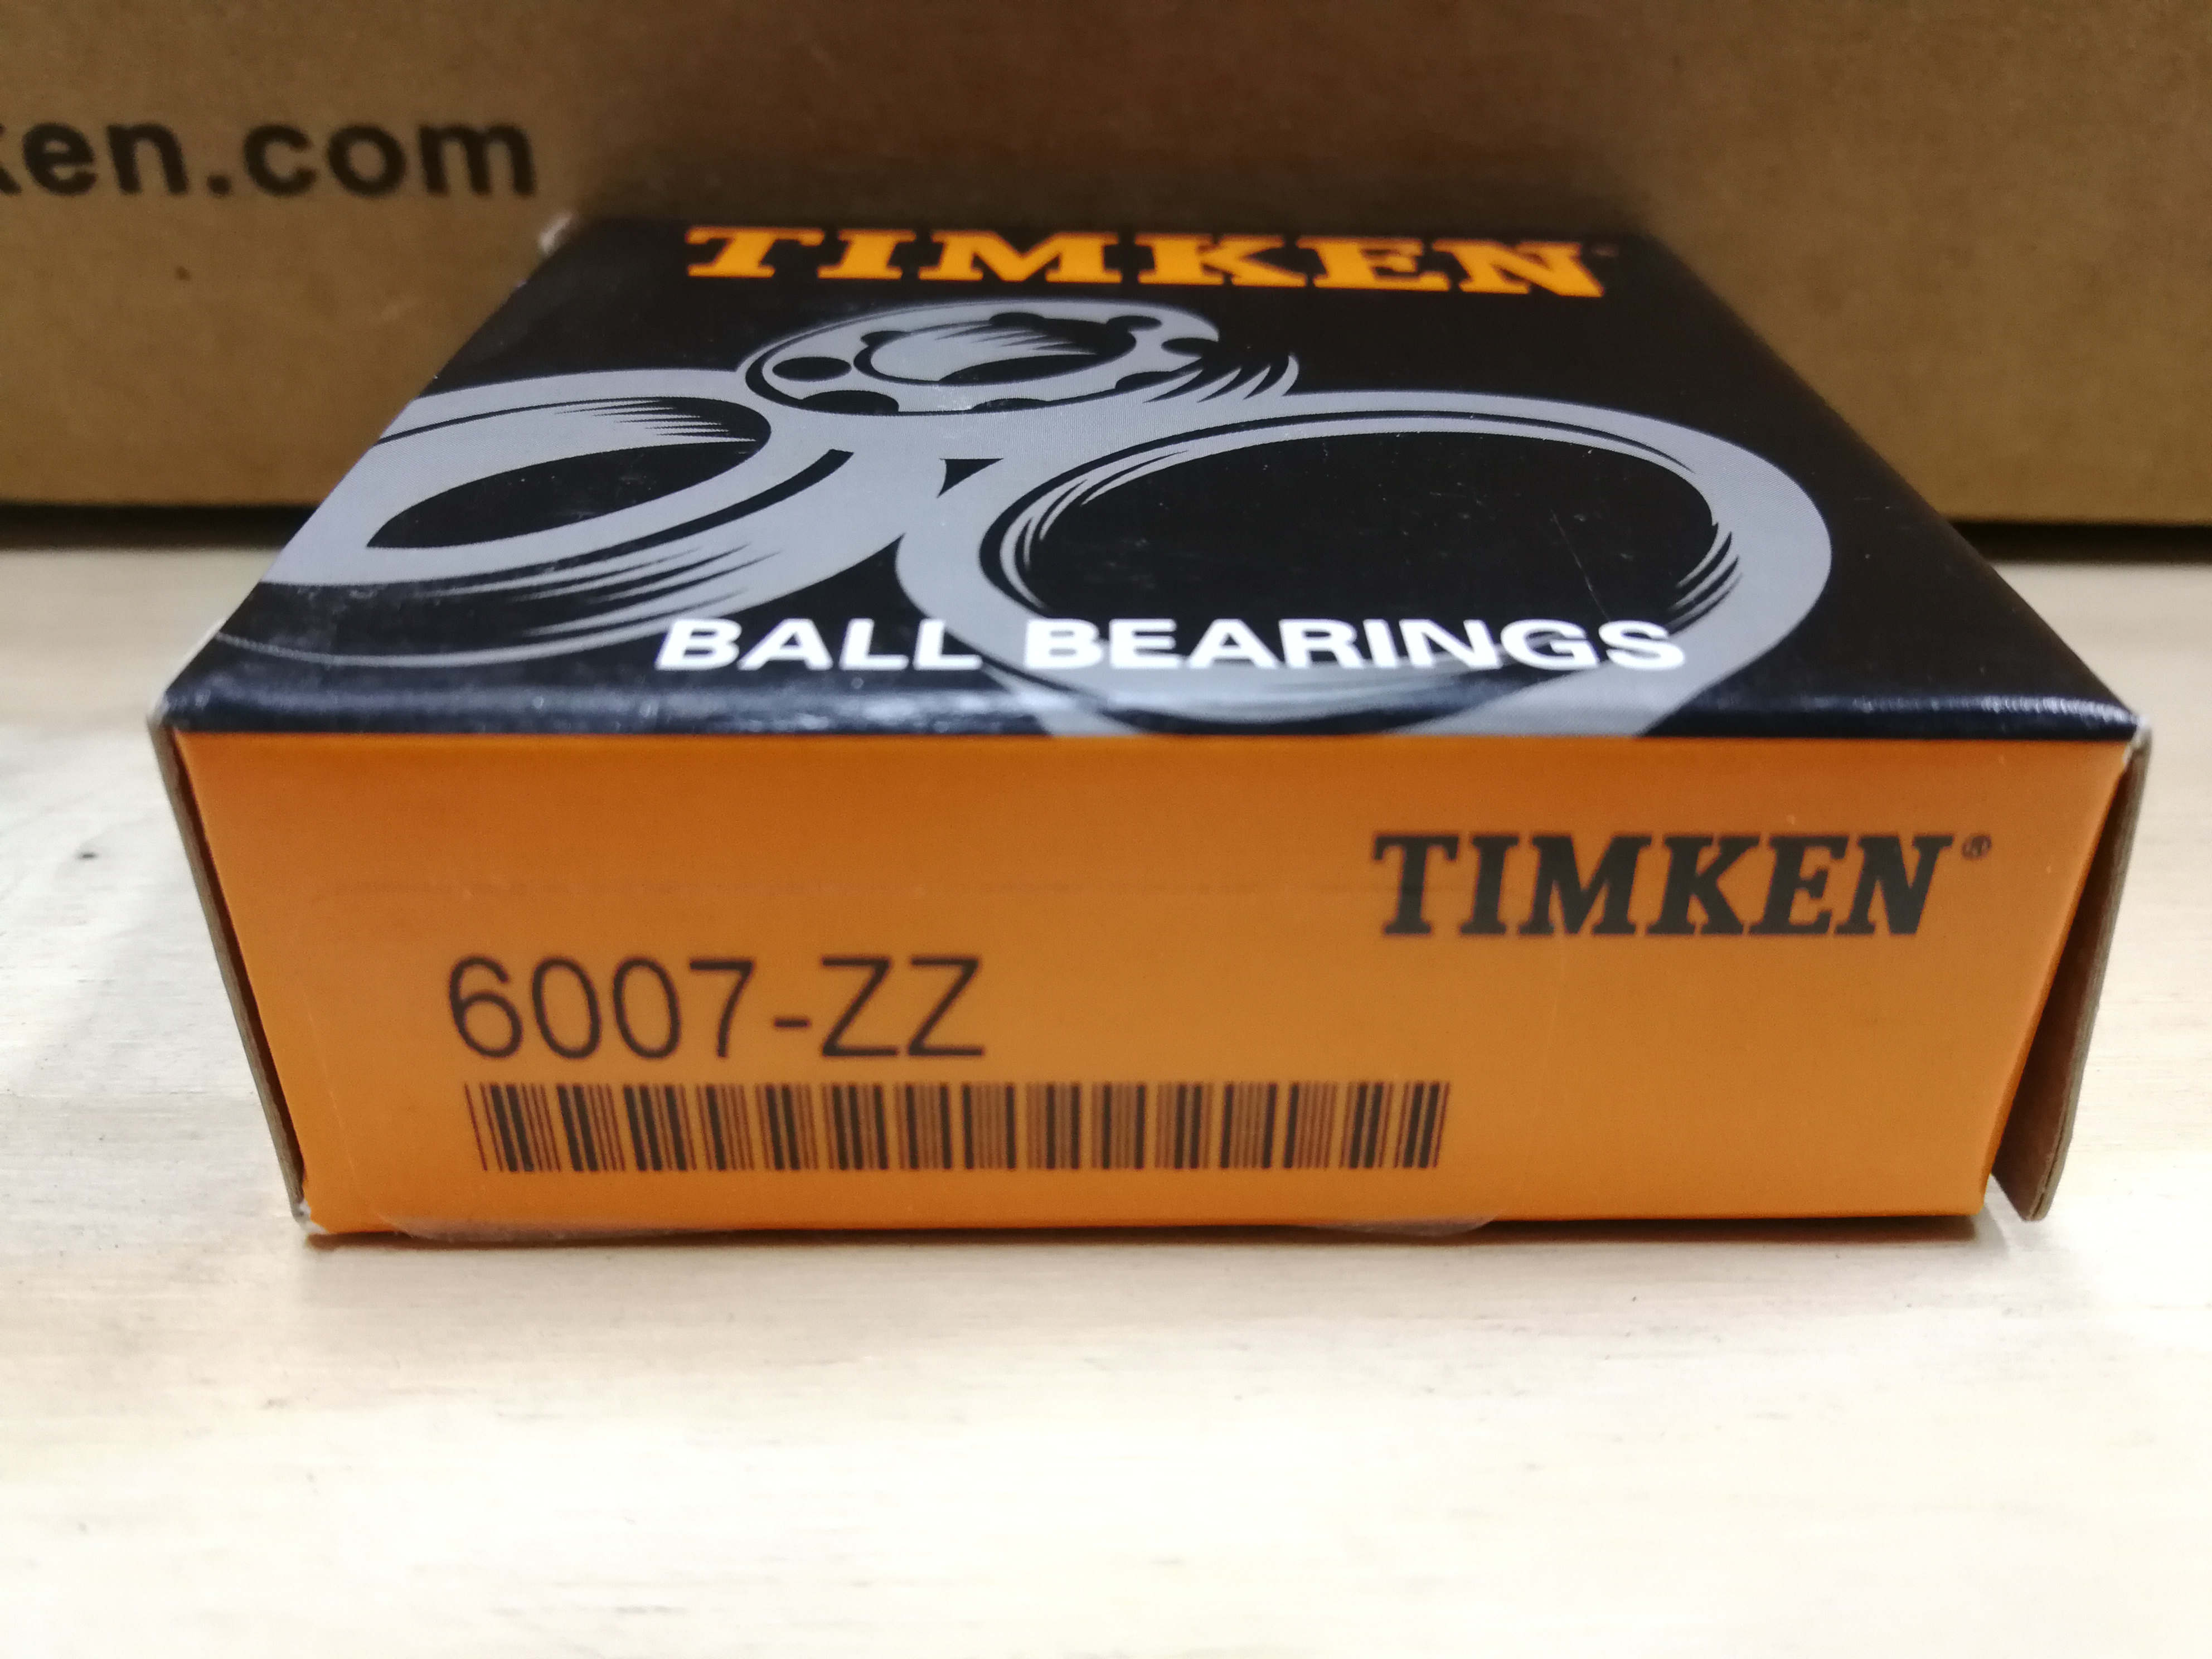 ken.com
TIMKEN
BALL BEARINGS
TIMKEN®
6007-ZZ